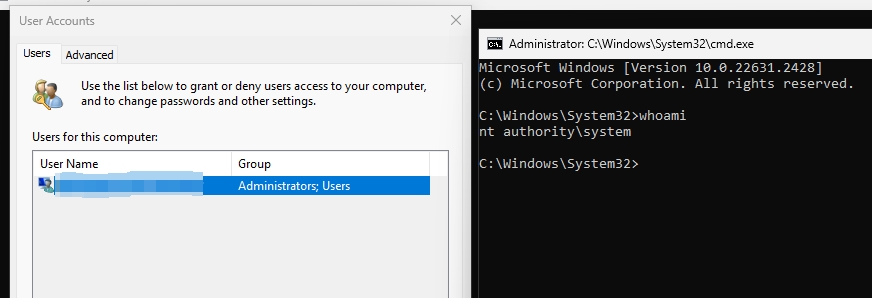 User Accounts
Users
Advanced
Use the list below to grant or deny users access to your computer,
and to change passwords and other settings.
Users for this computer:
User Name
Group
Administrators; Users
Administrator: C:\Windows\System32\cmd.exe
Microsoft Windows [Version 10.0.22631.2428]
(c) Microsoft Corporation. All rights reserved.
C:\Windows\System32>whoami
nt authority\system
C:\Windows\System32>